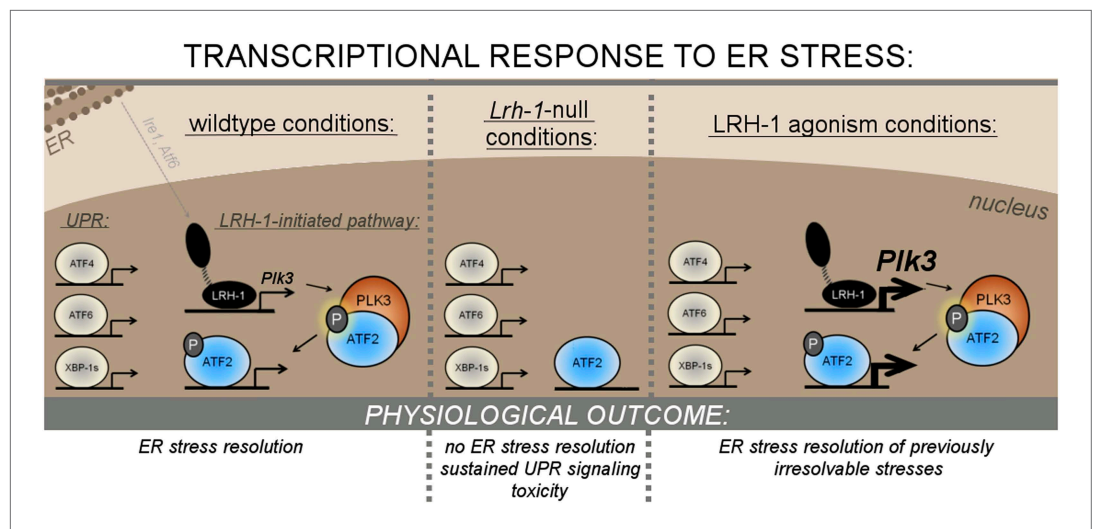 TRANSCRIPTIONAL RESPONSE TO ER STRESS:
ER
Ire1, Atf6
wildtype conditions:
UPR:
LRH-1-initiated pathway:
ATF4
ATF6
XBP-1s
LRH-1
Plk3
P
PLK3
ATF2
P
ATF2
Lrh-1-null
conditions:
ATF4
ATF6
XBP-1s
ATF2
LRH-1 agonism conditions:
nucleus
ATF4
ATF6
XBP-1s
LRH-1
Plk3
P
PLK3
ATF2
P
ATF2
PHYSIOLOGICAL OUTCOME:
ER stress resolution
no ER stress resolution
sustained UPR signaling
toxicity
ER stress resolution of previously
irresolvable stresses